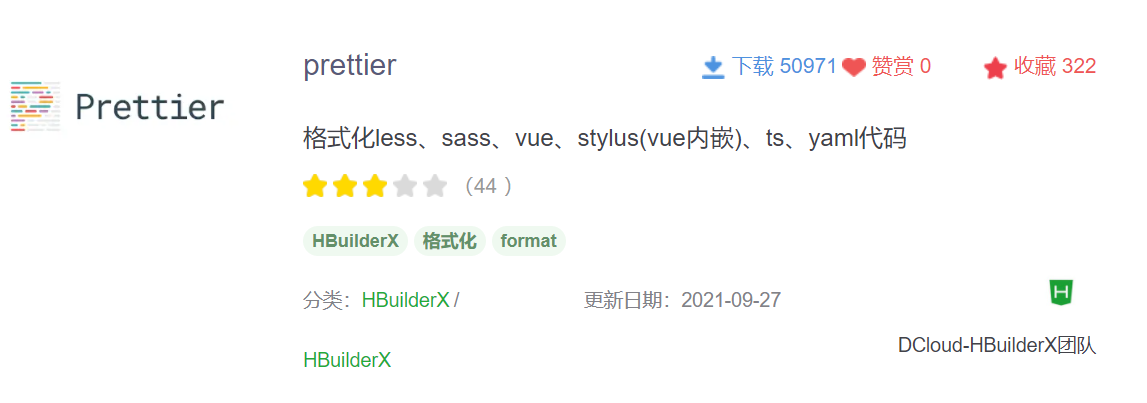 prettier
下载 50971 赞赏 0 收藏 322
Prettier
格式化less、sass、vue、stylus(vue内嵌)、ts、yaml代码
（44 ）
HBuilderX 格式化 format
分类：HBuilderX / 更新日期：2021-09-27
H
DCloud-HBuilderX团队
HBuilderX